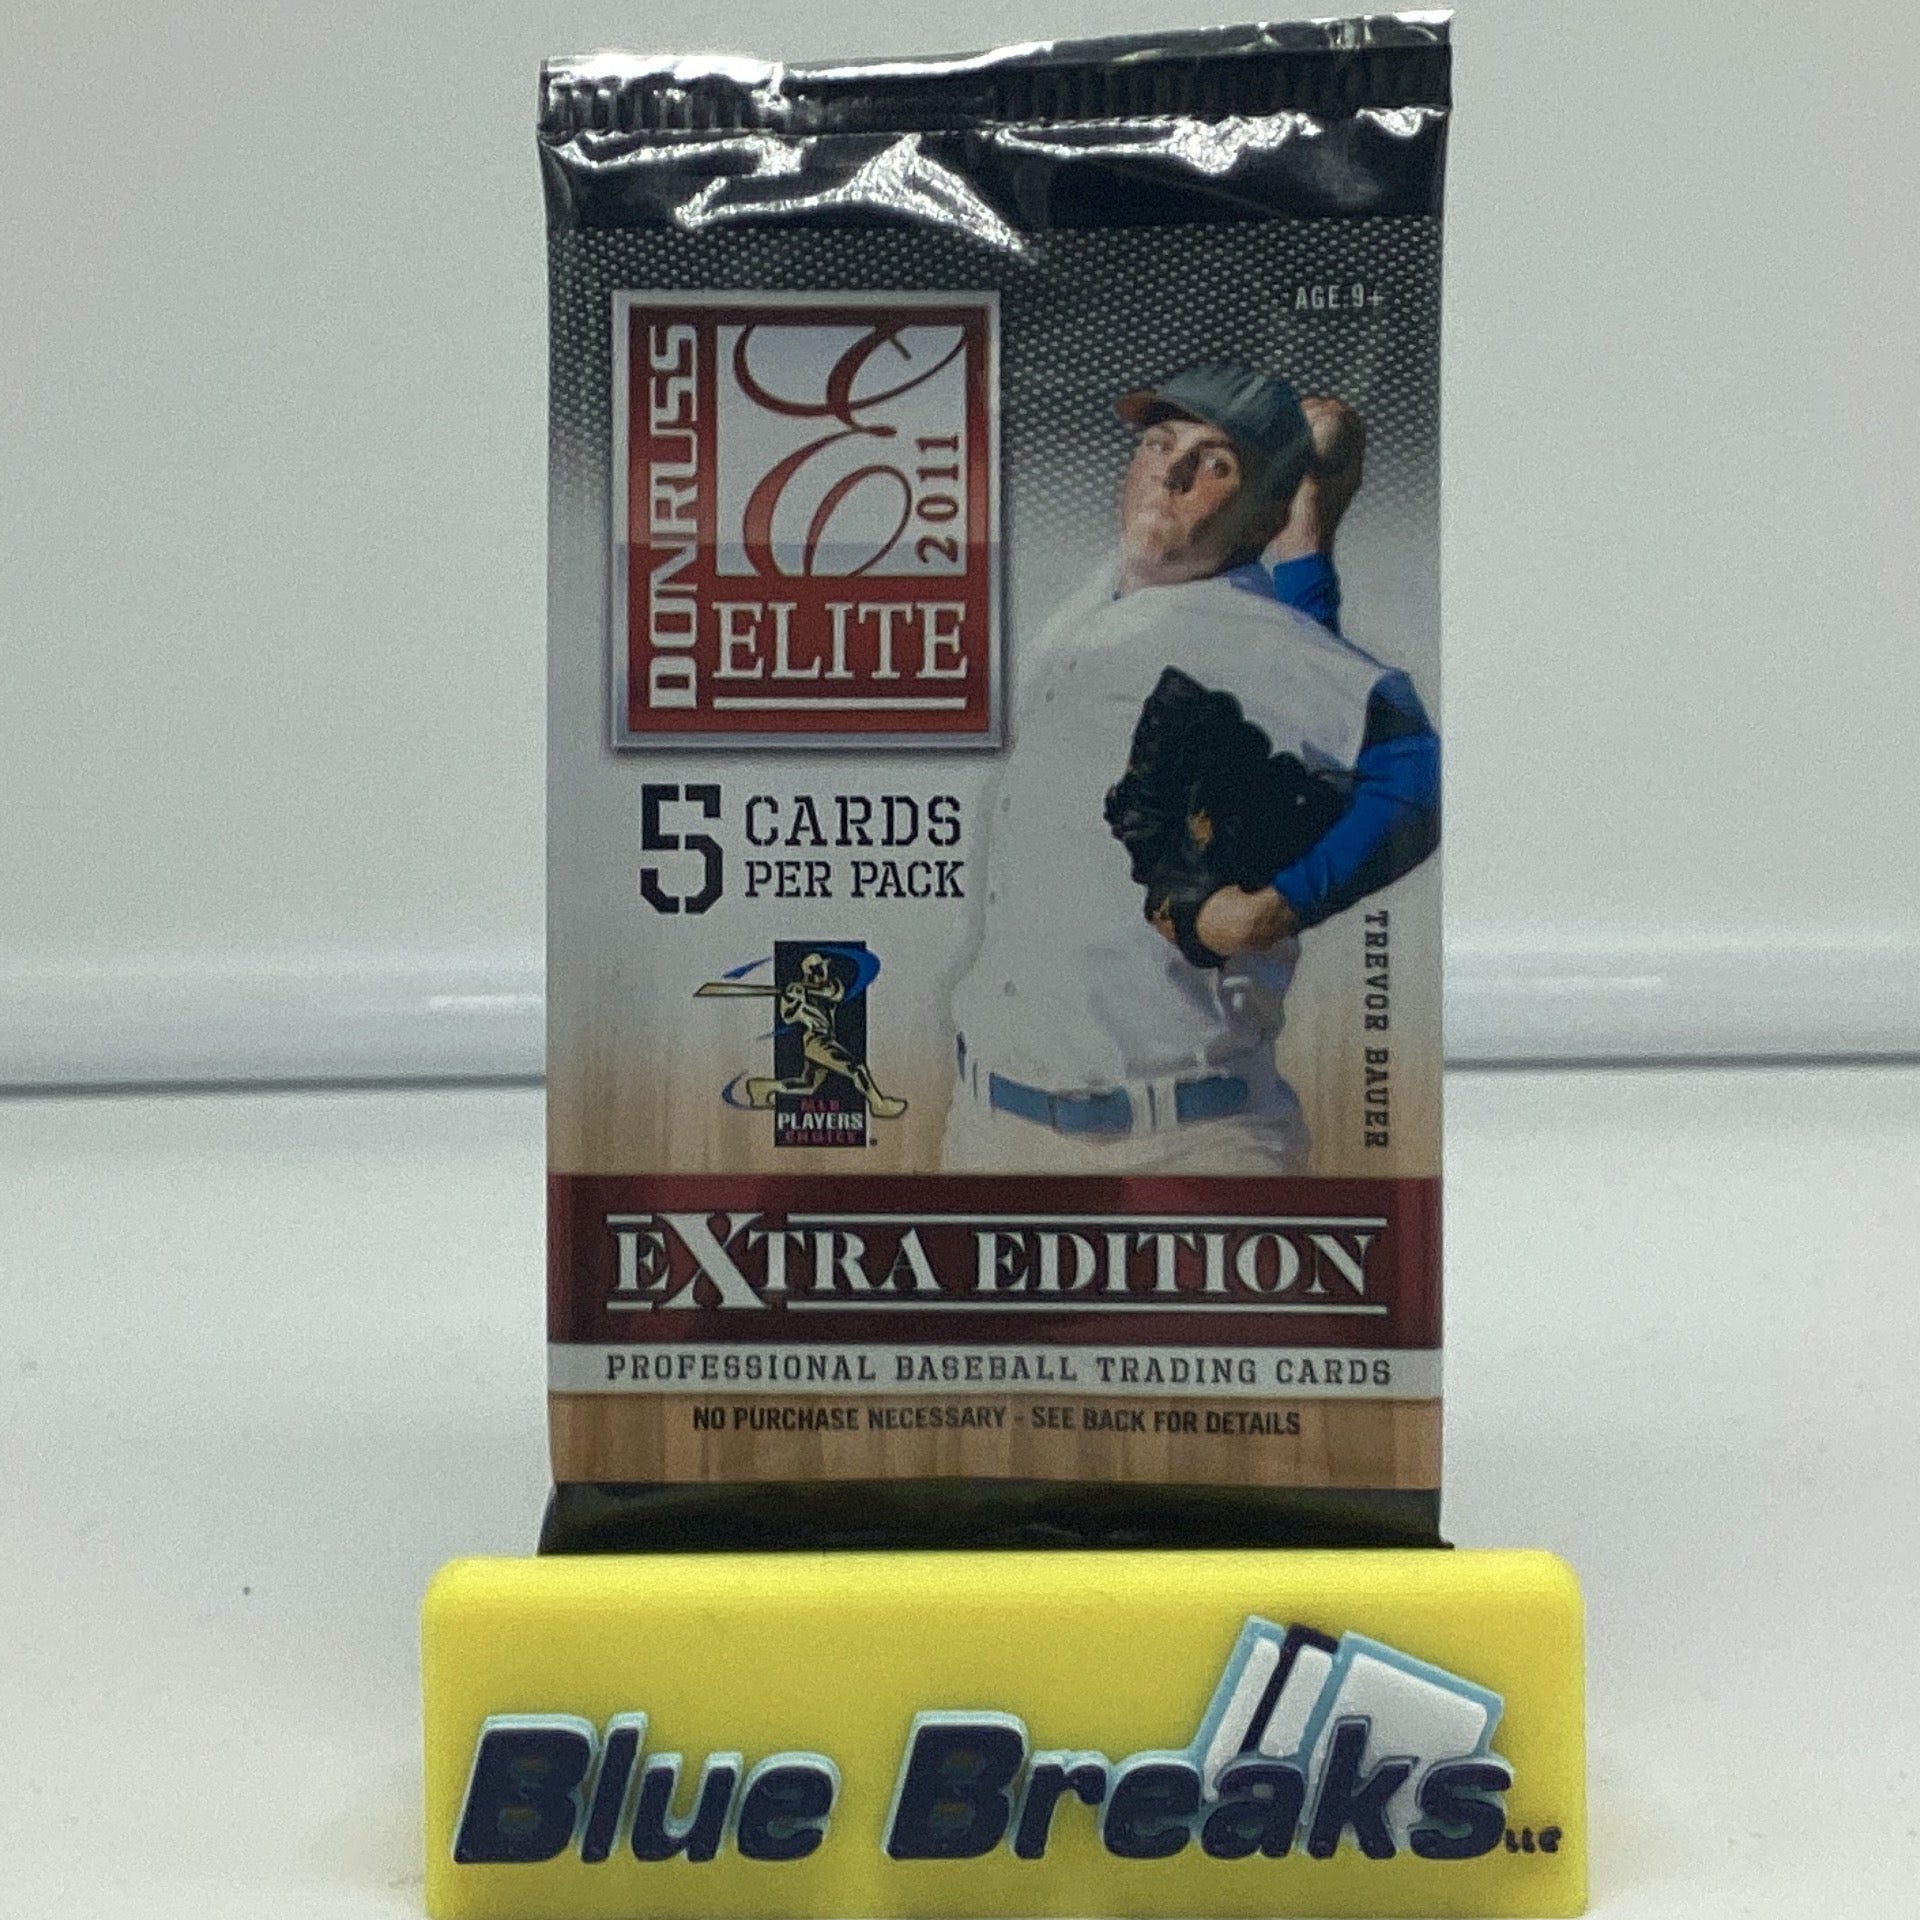 AGE 9+
DONRUSS
E
2011
ELITE
5 CARDS
PER PACK
MLB
PLAYERS
CHOICE
TREVOR BAUER
EXTRA EDITION
PROFESSIONAL BASEBALL TRADING CARDS
NO PURCHASE NECESSARY - SEE BACK FOR DETAILS
Blue Breaks LLC